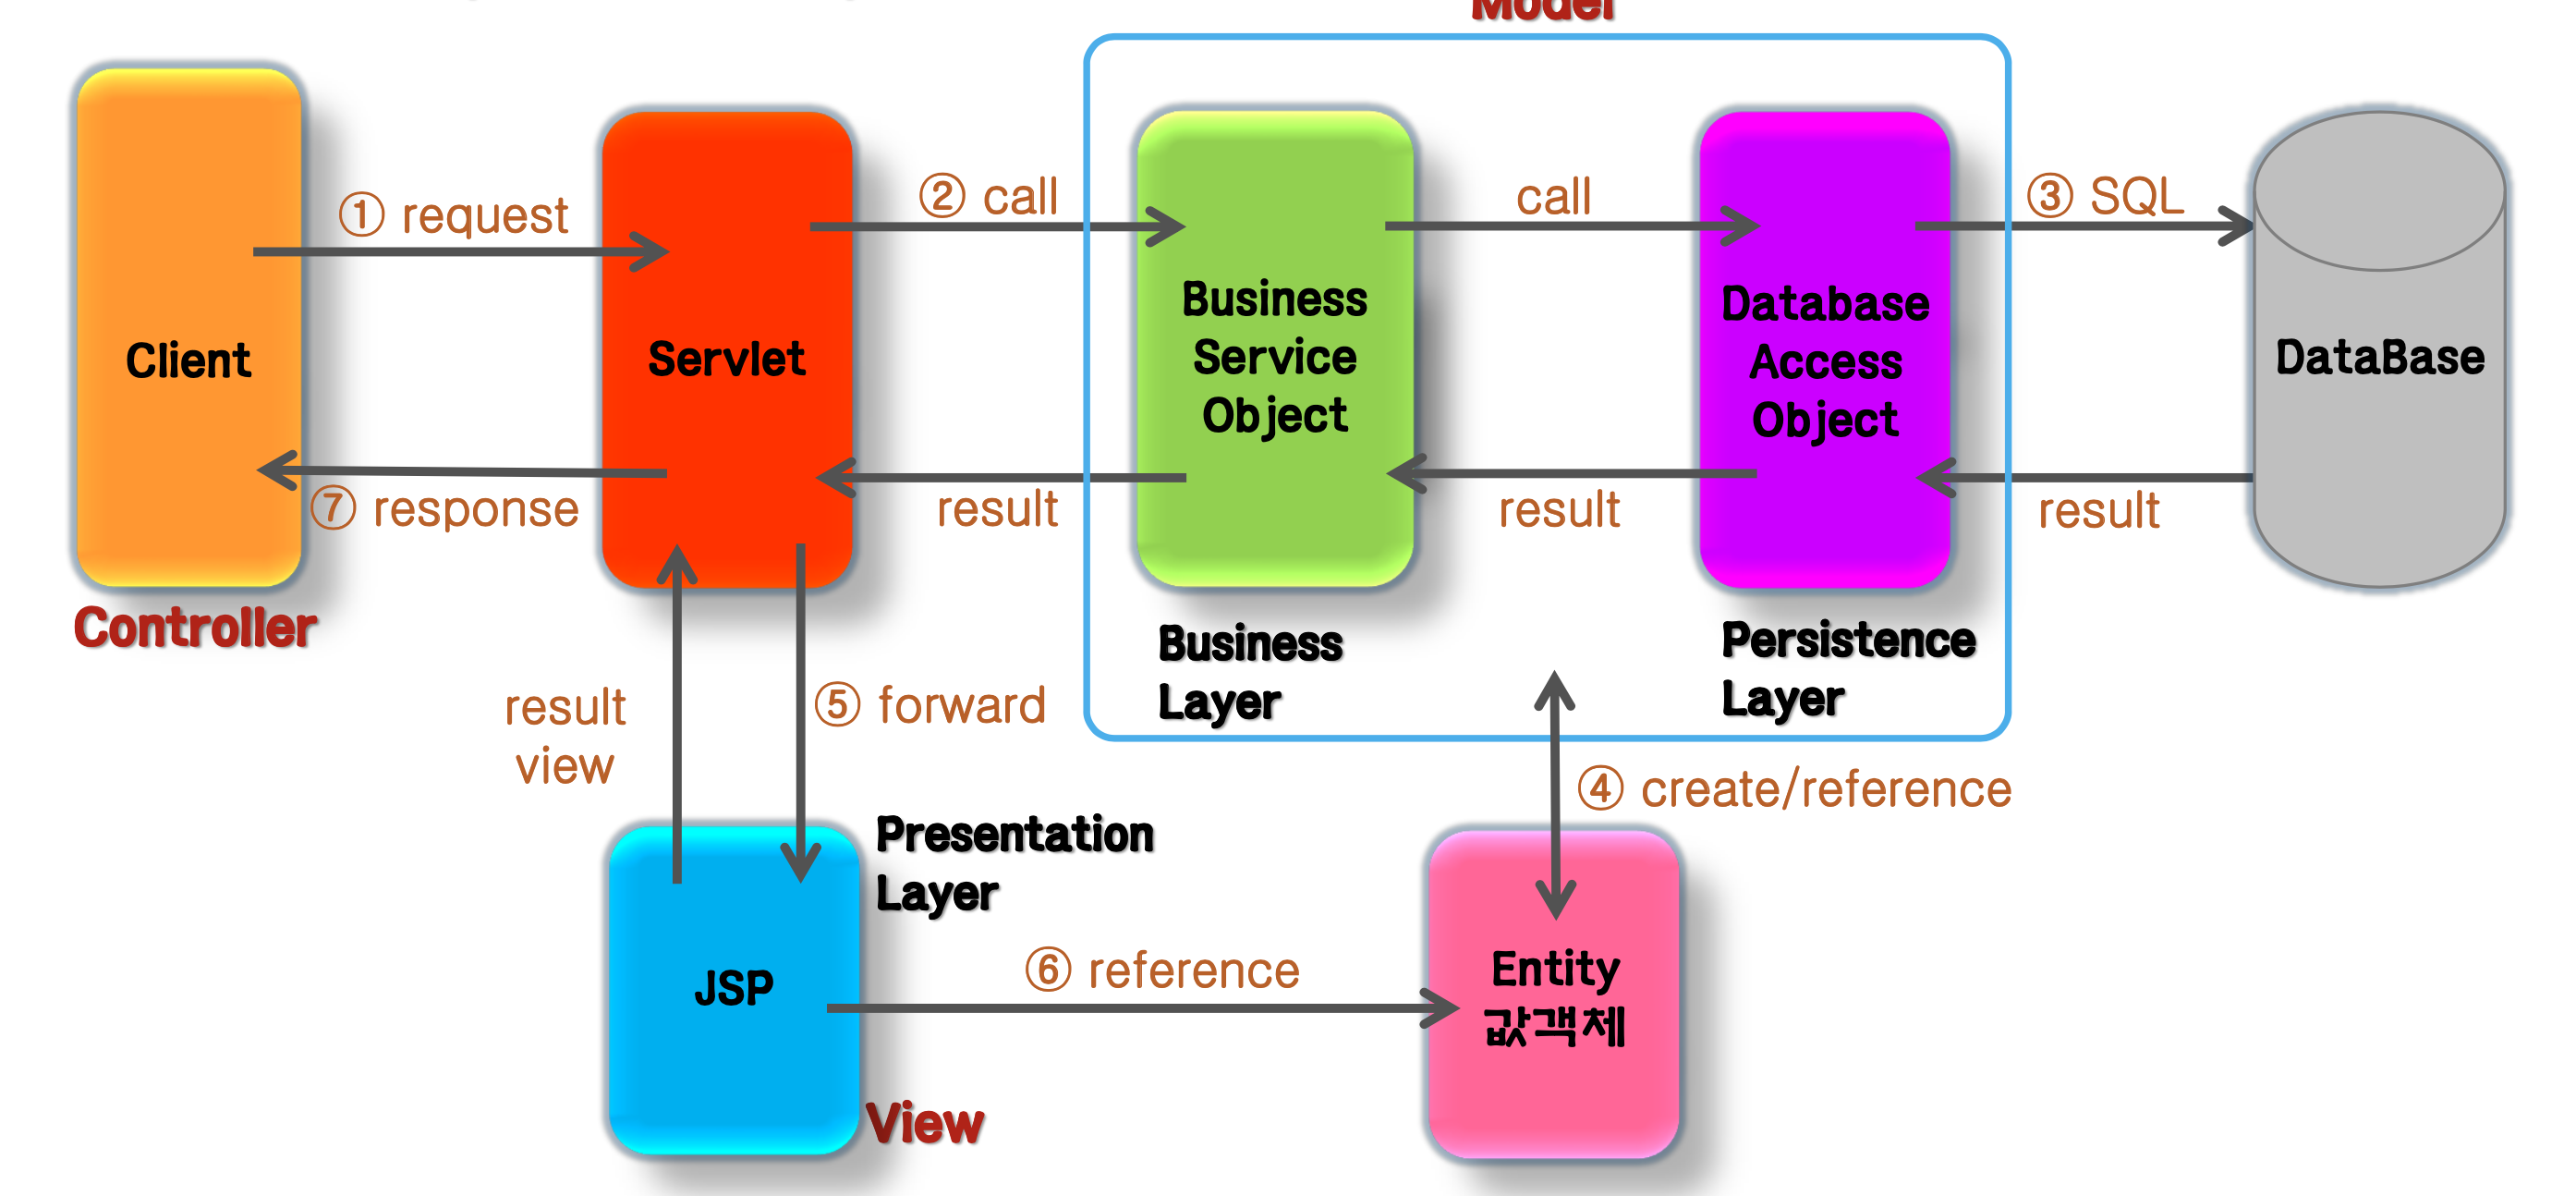 Model
① request
② call
call
③ SQL
Client
Servlet
Business
Service
Object
Database
Access
Object
DataBase
⑦ response
result
result
result
Controller
Business
Layer
Persistence
Layer
result
view
⑤ forward
④ create/reference
Presentation
Layer
JSP
⑥ reference
Entity
값객체
View